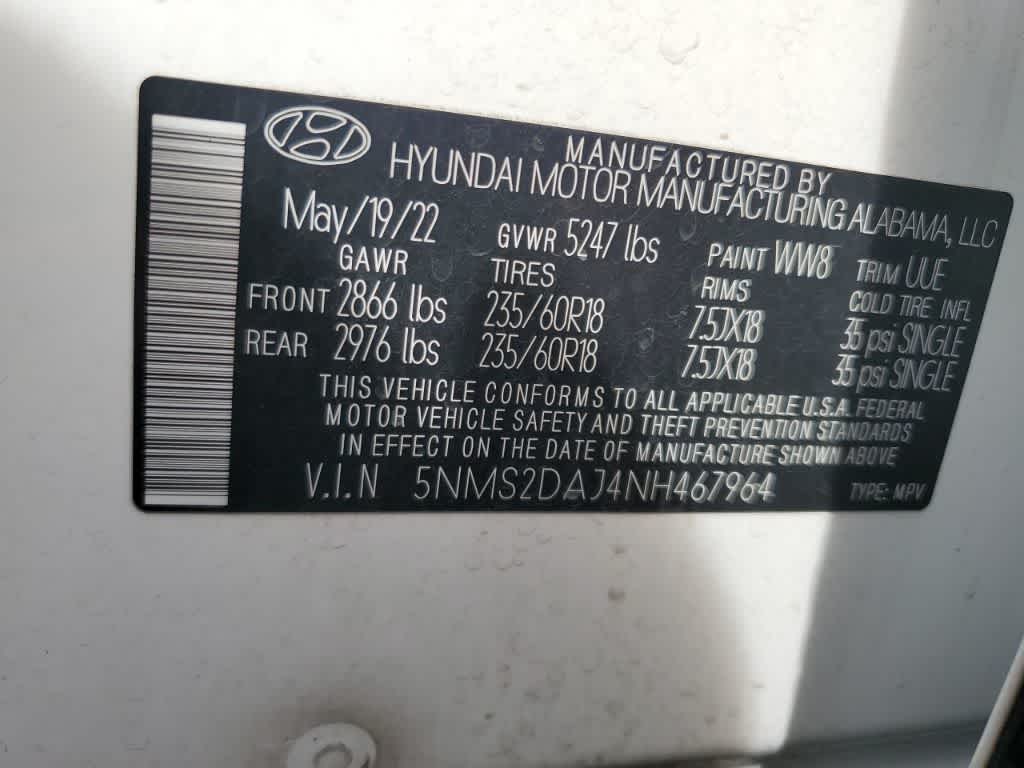 MANUFACTURED BY
HYUNDAI MOTOR MANUFACTURING ALABAMA, LLC
May/19/22 GVWR 5247 lbs PAINT WW8 TRIM UUE
GAWR TIRES RIMS COLD TIRE INFL
FRONT 2866 lbs 235/60R18 7.5JX18 35 psi SINGLE
REAR 2976 lbs 235/60R18 7.5JX18 35 psi SINGLE
THIS VEHICLE CONFORMS TO ALL APPLICABLE U.S.A. FEDERAL
MOTOR VEHICLE SAFETY AND THEFT PREVENTION STANDARDS
IN EFFECT ON THE DATE OF MANUFACTURE SHOWN ABOVE
V.I.N 5NMS2DAJ4NH467964 TYPE: MPV